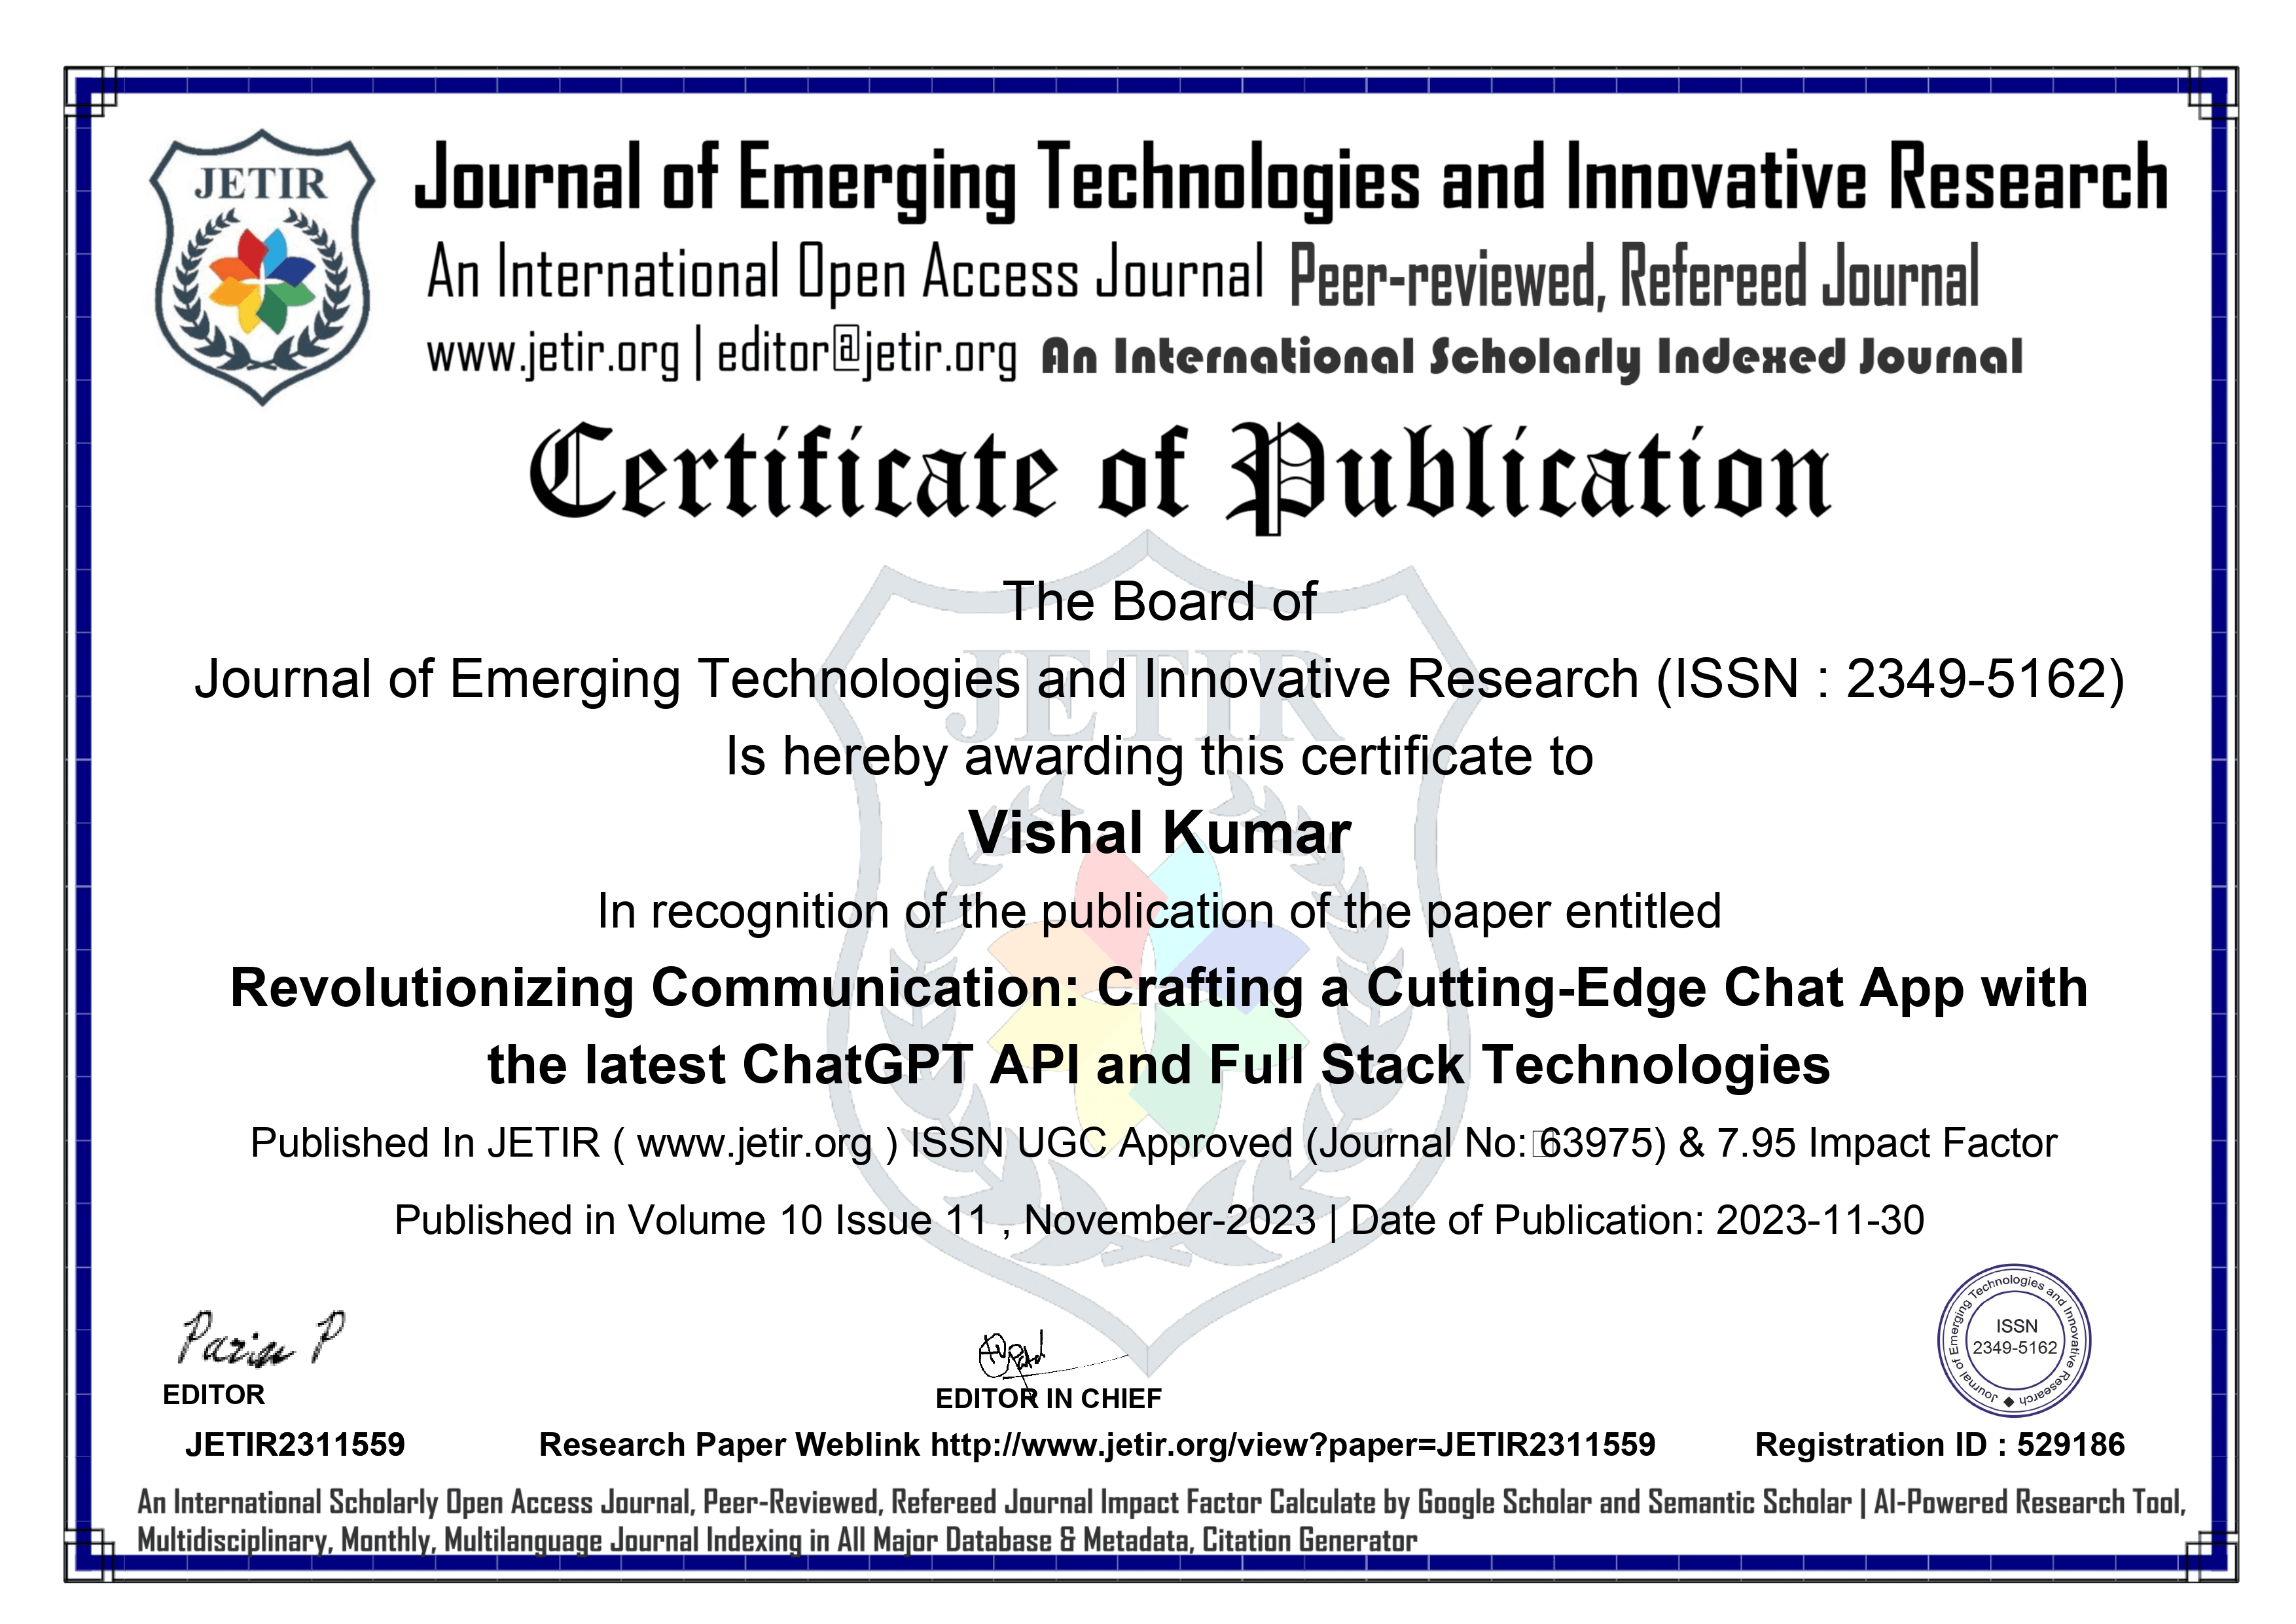 JETIR
Journal of Emerging Technologies and Innovative Research
An International Open Access Journal Peer-reviewed, Refereed Journal
www.jetir.org | editor@jetir.org An International Scholarly Indexed Journal
Certificate of Publication
The Board of
Journal of Emerging Technologies and Innovative Research (ISSN : 2349-5162)
Is hereby awarding this certificate to
Vishal Kumar
In recognition of the publication of the paper entitled
Revolutionizing Communication: Crafting a Cutting-Edge Chat App with
the latest ChatGPT API and Full Stack Technologies
Published In JETIR ( www.jetir.org ) ISSN UGC Approved (Journal No: 63975) & 7.95 Impact Factor
Published in Volume 10 Issue 11 , November-2023 | Date of Publication: 2023-11-30
EDITOR
EDITOR IN CHIEF
Journal of Emerging Technologies and Innovative Research
ISSN
2349-5162
JETIR2311559 Research Paper Weblink http://www.jetir.org/view?paper=JETIR2311559 Registration ID : 529186
An International Scholarly Open Access Journal, Peer-Reviewed, Refereed Journal Impact Factor Calculate by Google Scholar and Semantic Scholar | AI-Powered Research Tool,
Multidisciplinary, Monthly, Multilanguage Journal Indexing in All Major Database & Metadata, Citation Generator
JETIR